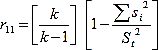 r₁₁ = [k / (k−1)] [1 − ∑sᵢ² / Sₜ²]